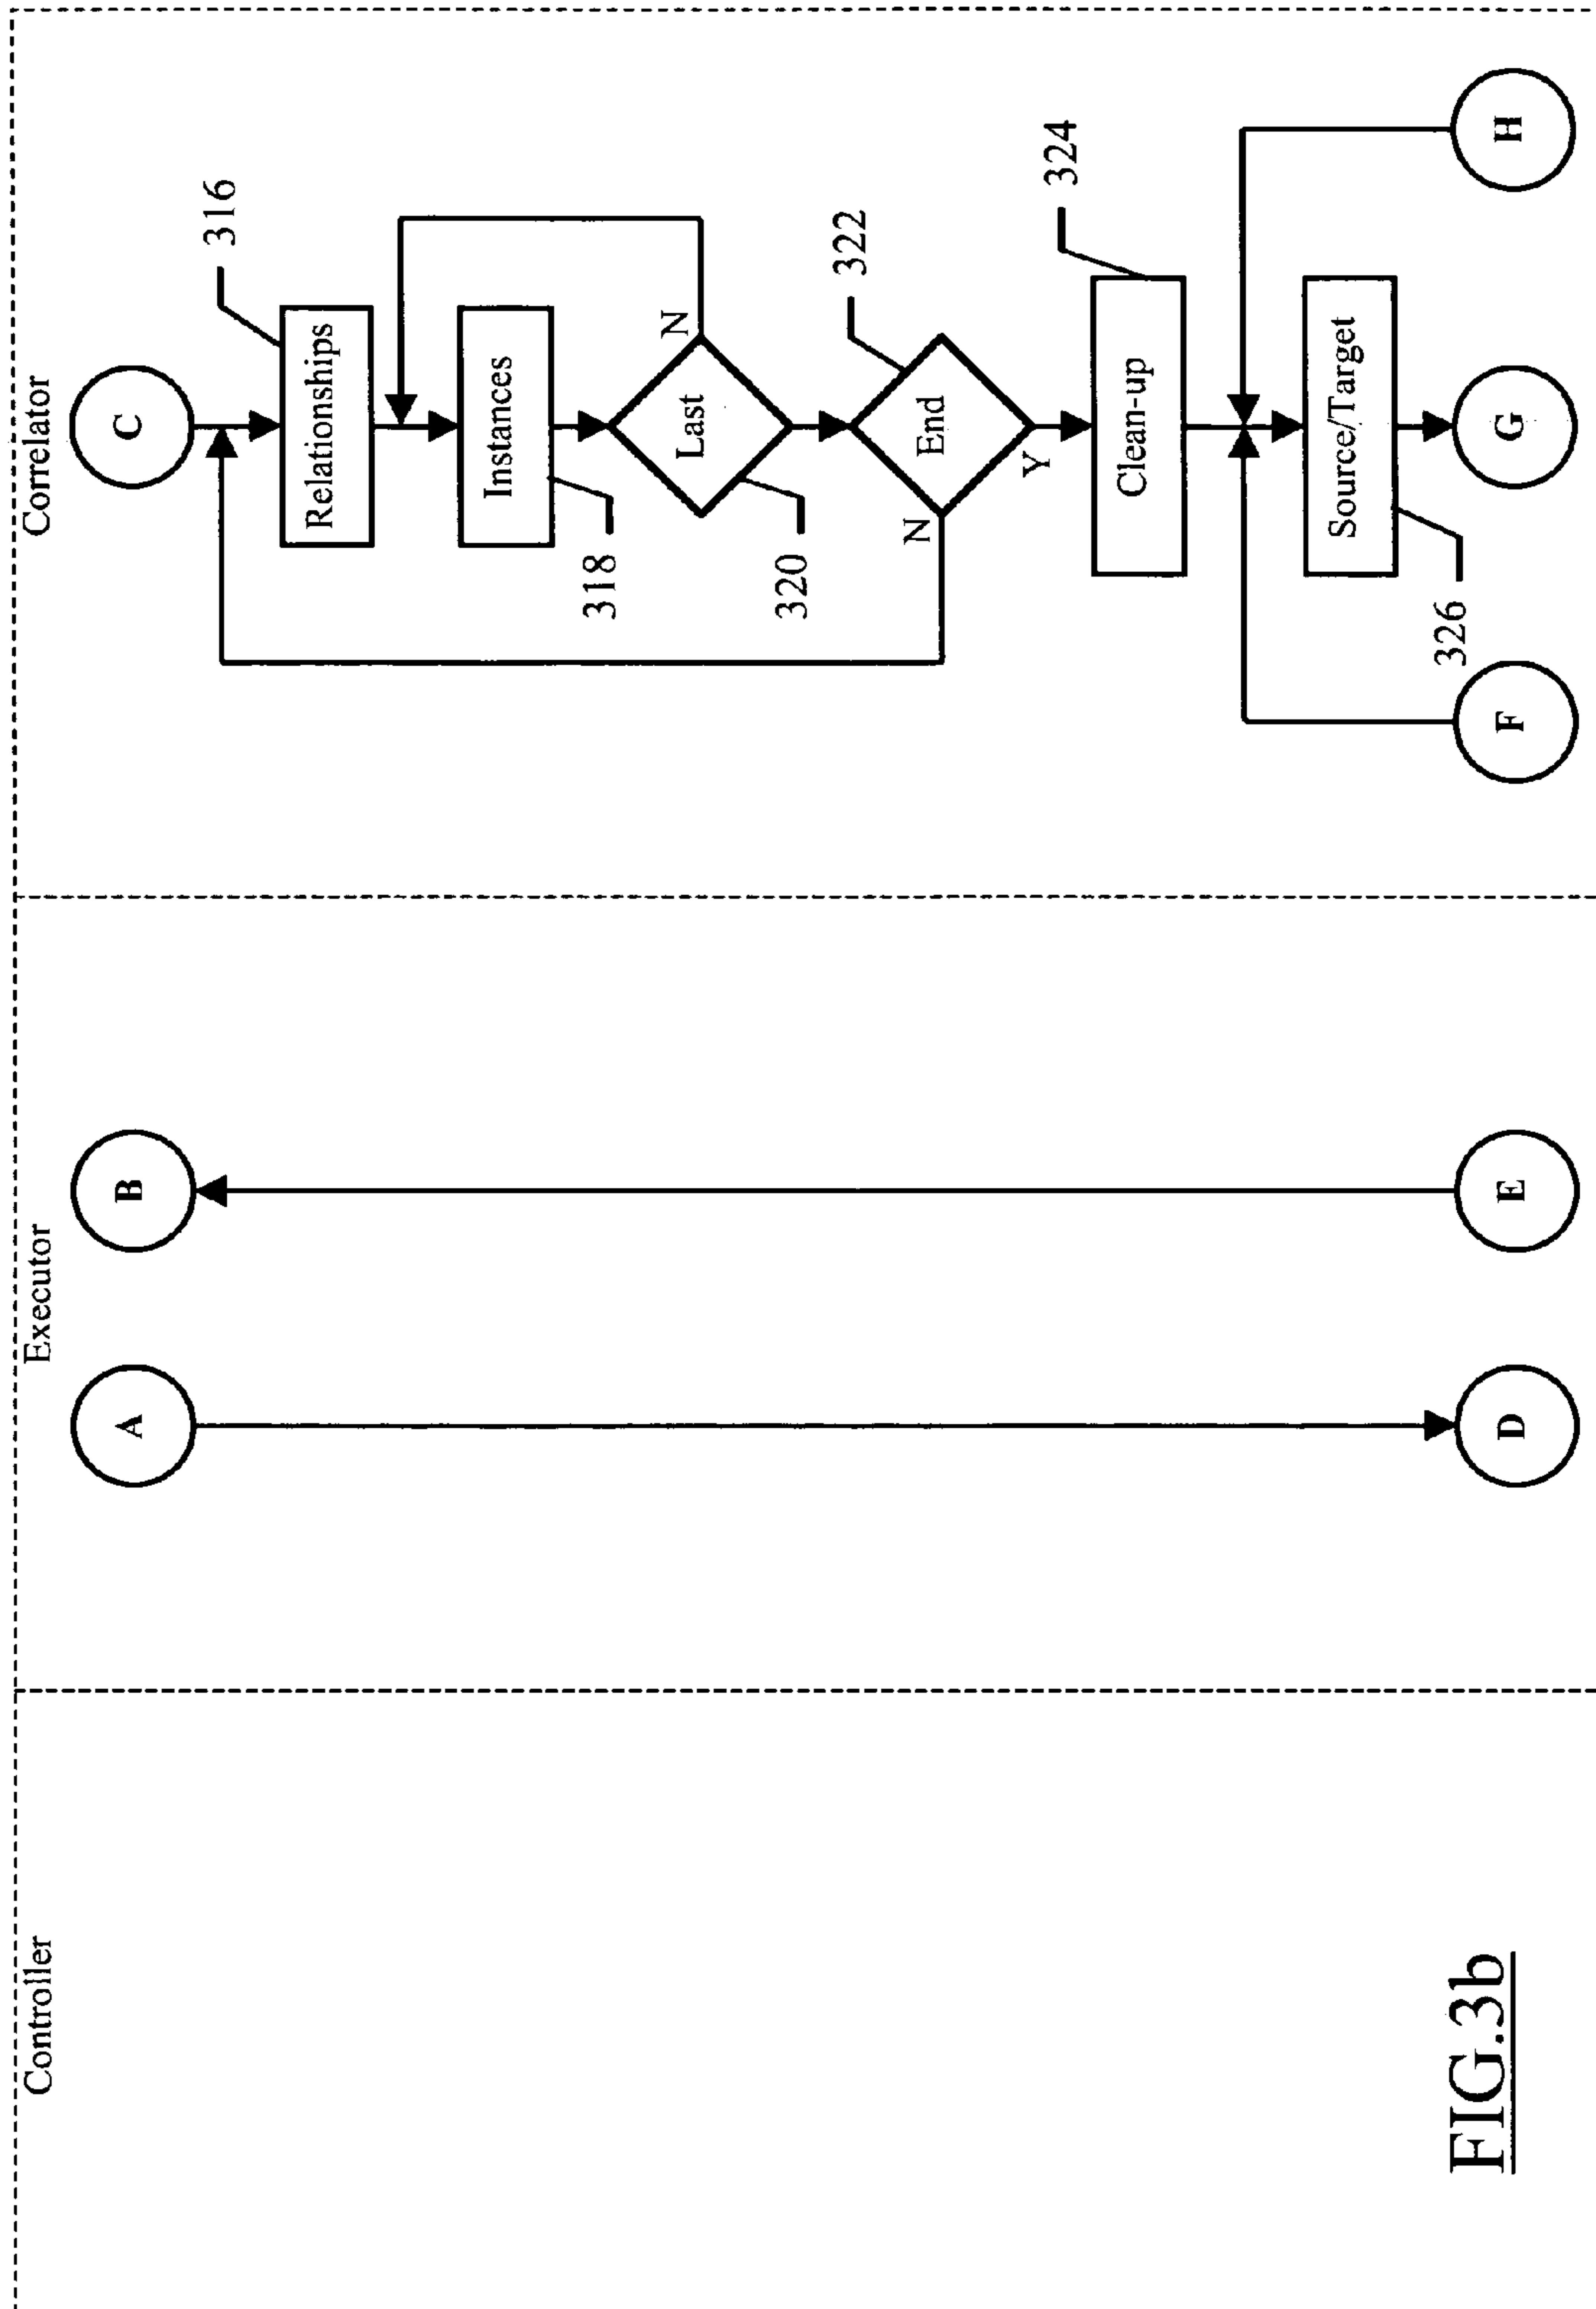 Controller
Executor
Correlator
A
B
C
316
Relationships
Instances
318
N
Last
320
322
End
N
Y
324
Clean-up
Source/Target
326
D
E
F
G
H
FIG.3b